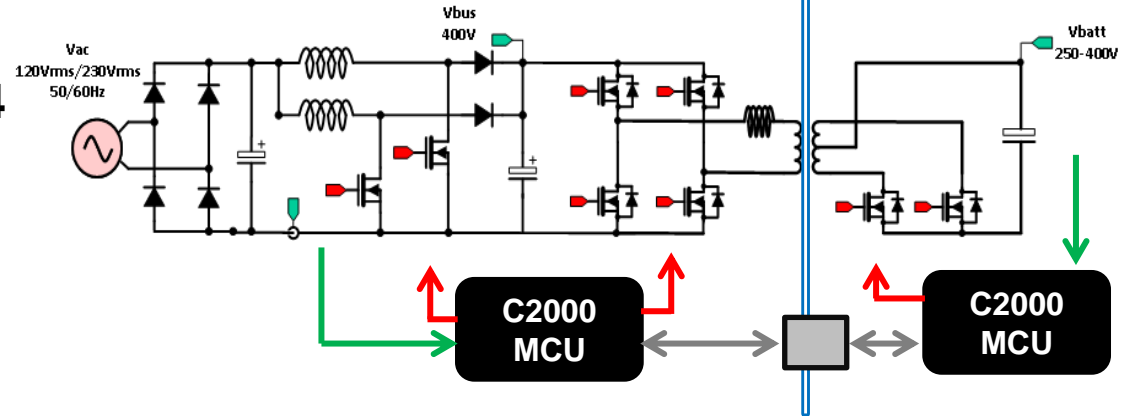 Vbus
400V
Vac
120Vrms/230Vrms
50/60Hz
Vbatt
250-400V
+
+
C2000
MCU
C2000
MCU